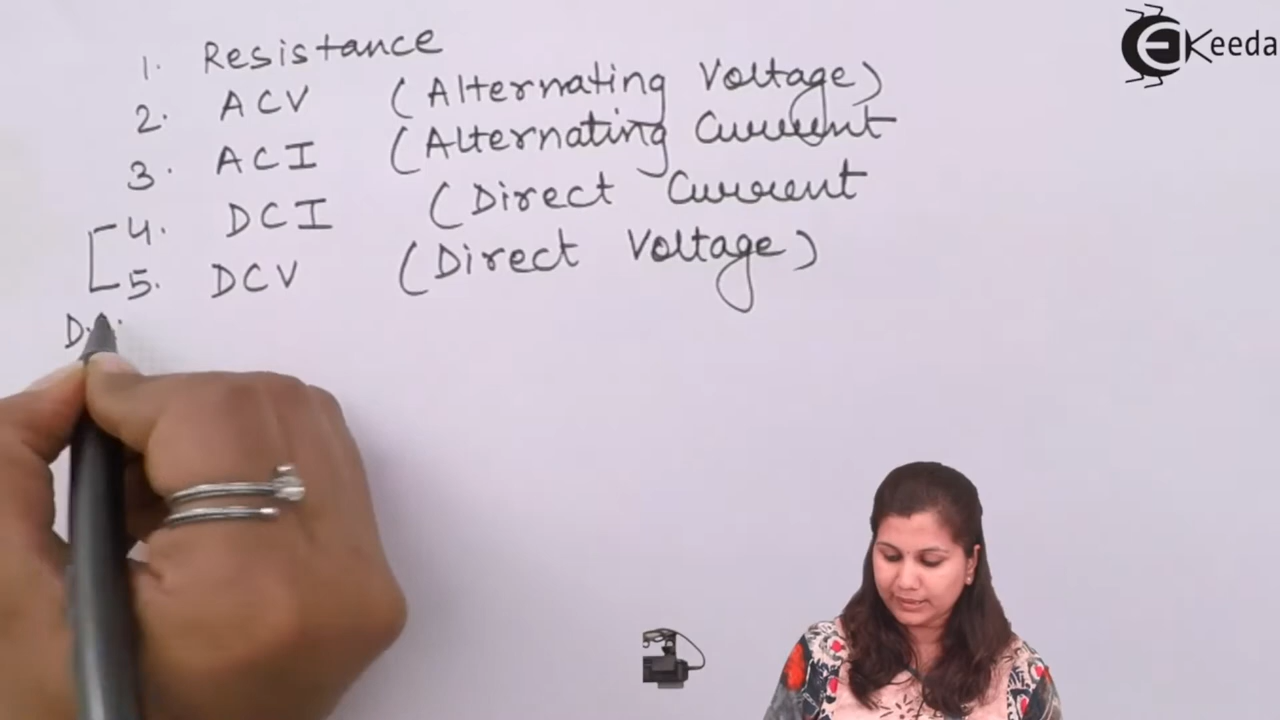 1. Resistance
2. ACV (Alternating Voltage)
3. ACI (Alternating Current
4. DCI (Direct Current
5. DCV (Direct Voltage)
EKeeda